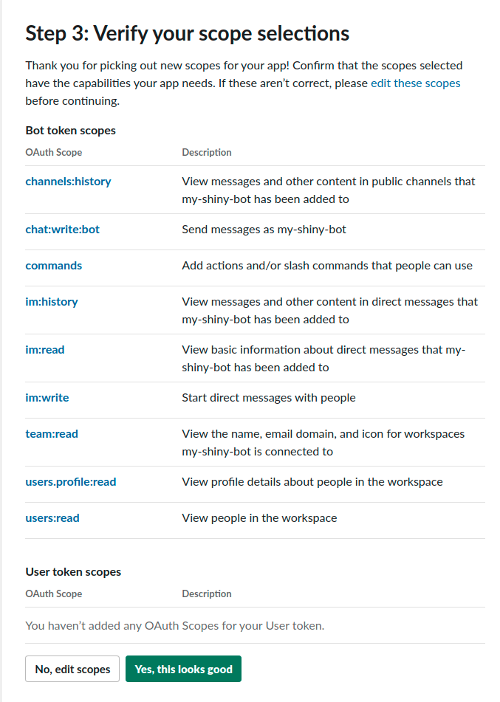 Step 3: Verify your scope selections
Thank you for picking out new scopes for your app! Confirm that the scopes selected
have the capabilities your app needs. If these aren't correct, please edit these scopes
before continuing.
Bot token scopes
OAuth Scope Description
channels:history View messages and other content in public channels that
my-shiny-bot has been added to
chat:write:bot Send messages as my-shiny-bot
commands Add actions and/or slash commands that people can use
im:history View messages and other content in direct messages that
my-shiny-bot has been added to
im:read View basic information about direct messages that my-
shiny-bot has been added to
im:write Start direct messages with people
team:read View the name, email domain, and icon for workspaces
my-shiny-bot is connected to
users.profile:read View profile details about people in the workspace
users:read View people in the workspace
User token scopes
OAuth Scope Description
You haven't added any OAuth Scopes for your User token.
No, edit scopes Yes, this looks good